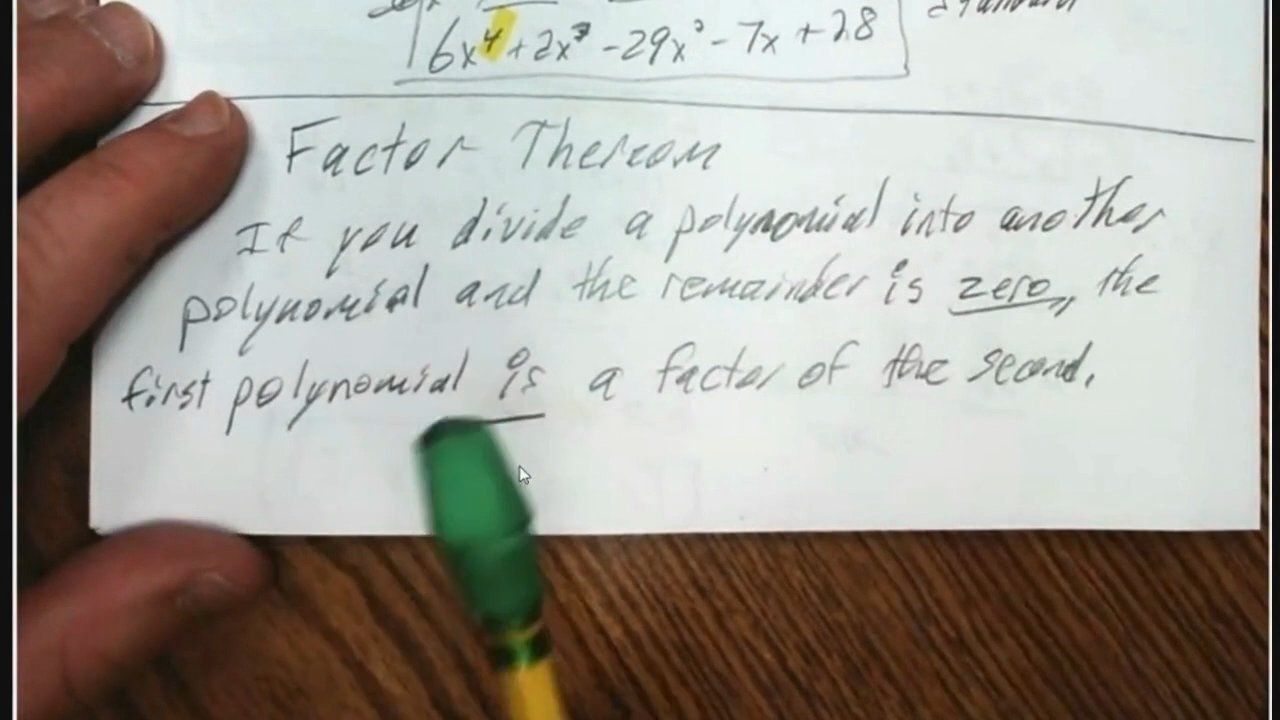 6x⁴+2x³-29x²-7x+28
Factor Thereom
If you divide a polynomial into another
polynomial and the remainder is zero, the
first polynomial is a factor of the second.